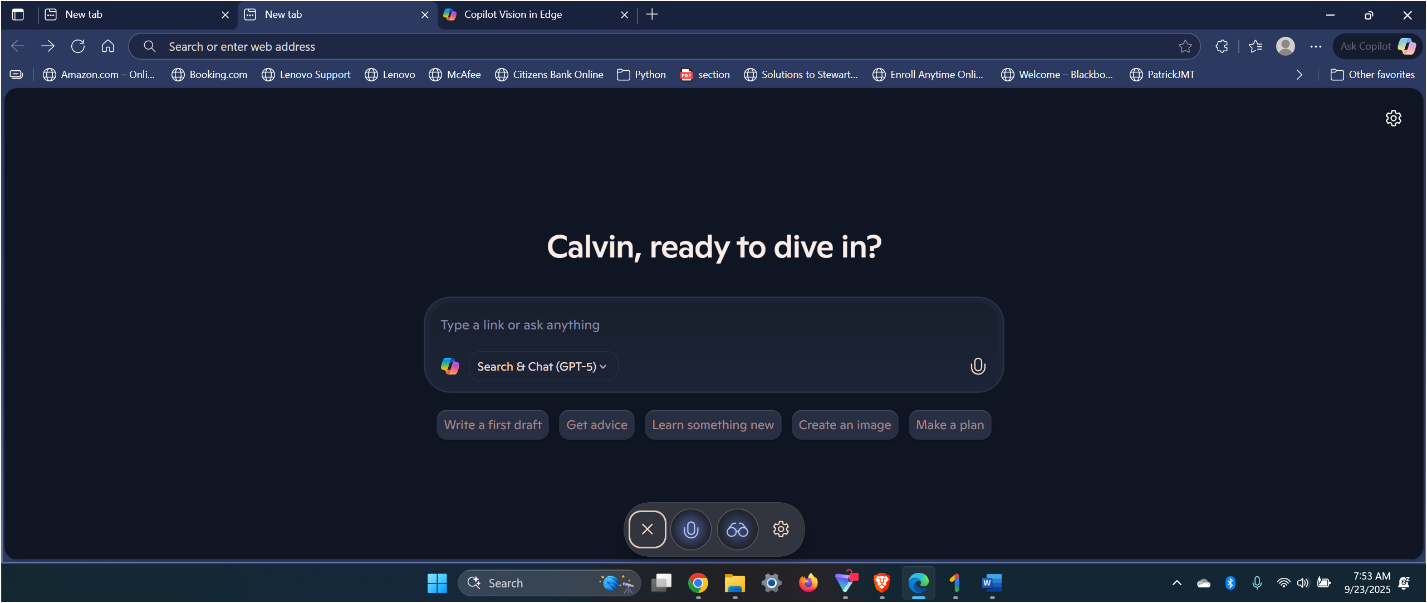 New tab
New tab
Copilot Vision in Edge
Search or enter web address
Ask Copilot
Amazon.com – Onli...
Booking.com
Lenovo Support
Lenovo
McAfee
Citizens Bank Online
Python
section
Solutions to Stewart...
Enroll Anytime Onli...
Welcome – Blackbo...
PatrickJMT
Other favorites
Calvin, ready to dive in?
Type a link or ask anything
Search & Chat (GPT-5)
Write a first draft
Get advice
Learn something new
Create an image
Make a plan
Search
7:53 AM
9/23/2025